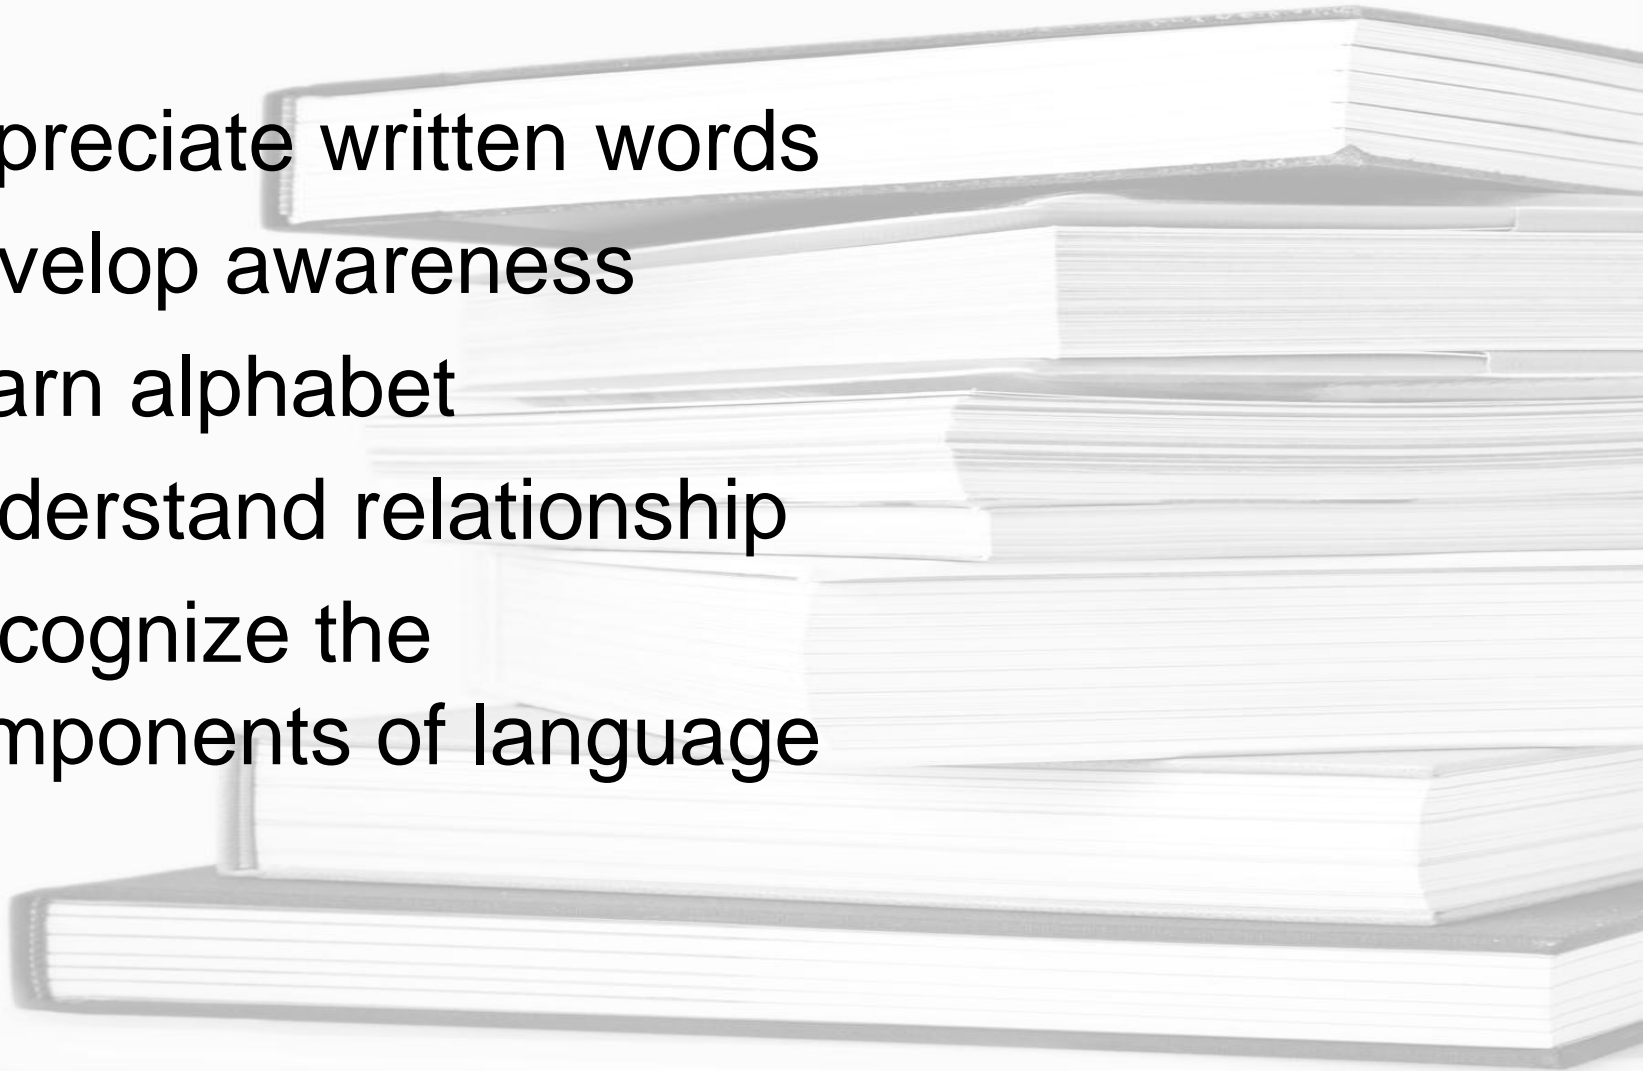 preciate written words
velop awareness
arn alphabet
derstand relationship
cognize the
mponents of language